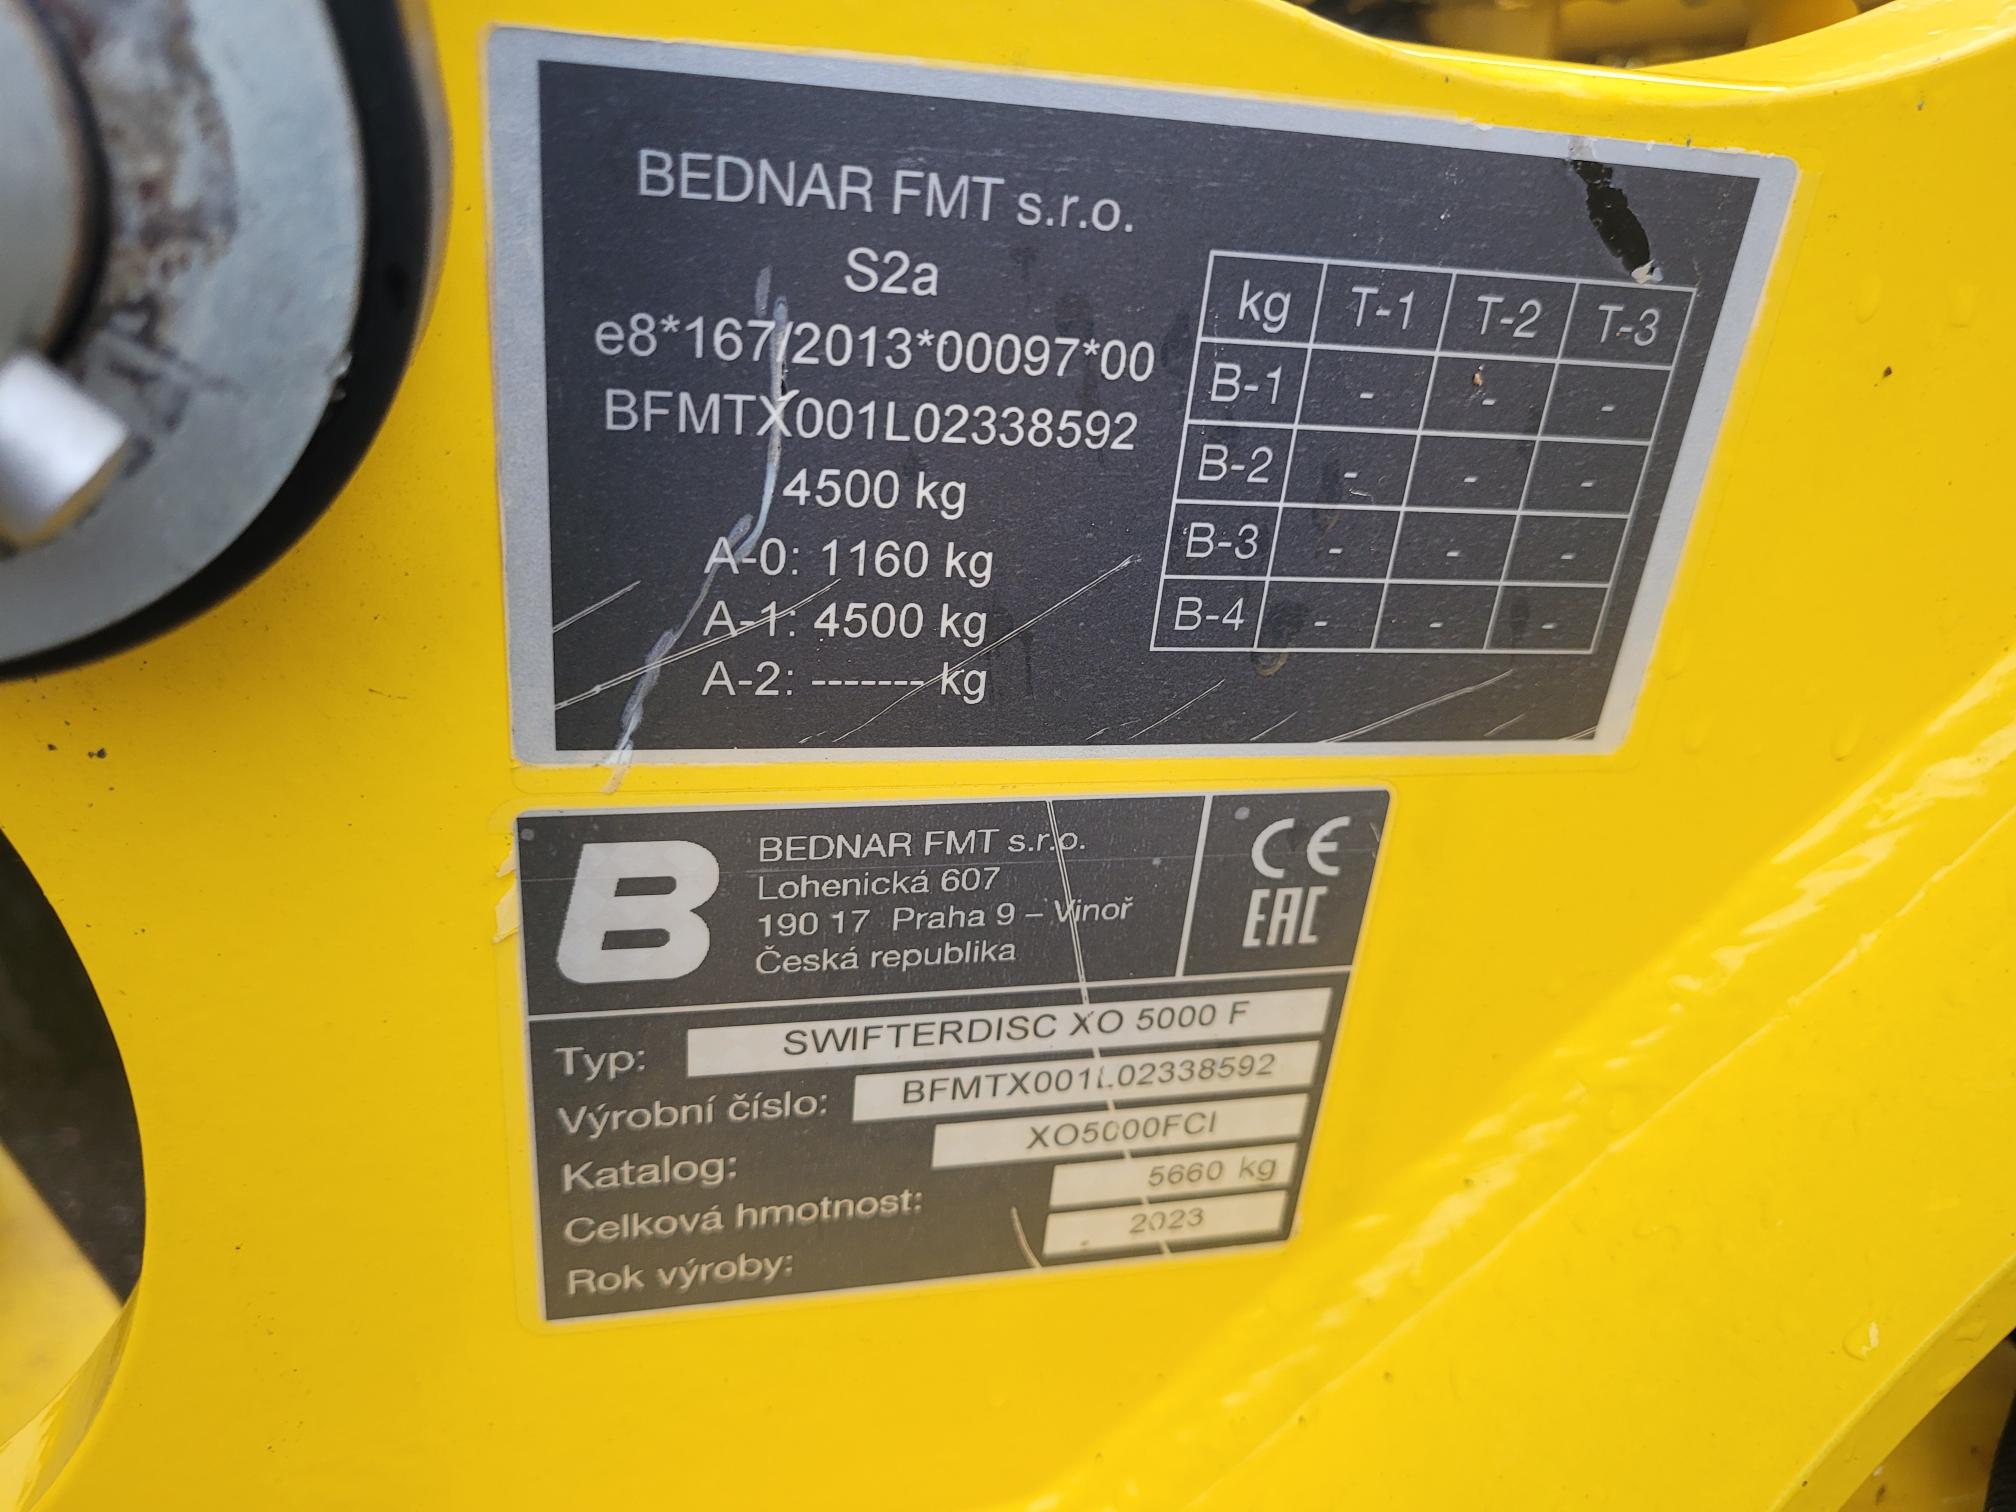 BEDNAR FMT s.r.o.
S2a
e8*167/2013*00097*00
BFMTX001L02338592
4500 kg
A-0: 1160 kg
A-1: 4500 kg
A-2: ------- kg
kg T-1 T-2 T-3
B-1 - - -
B-2 - - -
B-3 - - -
B-4 - - -
B
BEDNAR FMT s.r.o.
Lohenická 607
190 17 Praha 9 – Vinoř
Česká republika
CE
EAC
Typ: SWIFTERDISC XO 5000 F
Výrobní číslo: BFMTX001L02338592
Katalog: XO5000FCI
Celková hmotnost: 5660 kg
Rok výroby: 2023